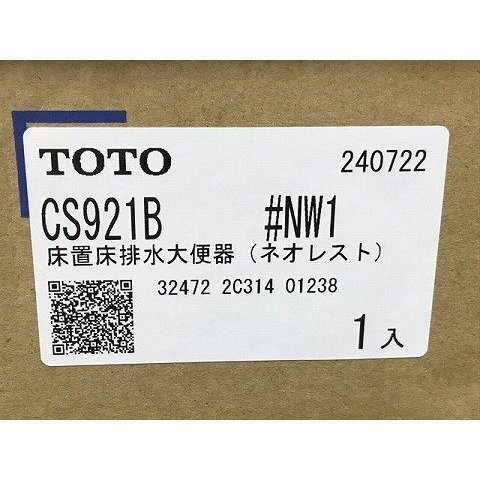 TOTO 240722
CS921B #NW1
床置床排水大便器（ネオレスト）
32472 2C314 01238
1入